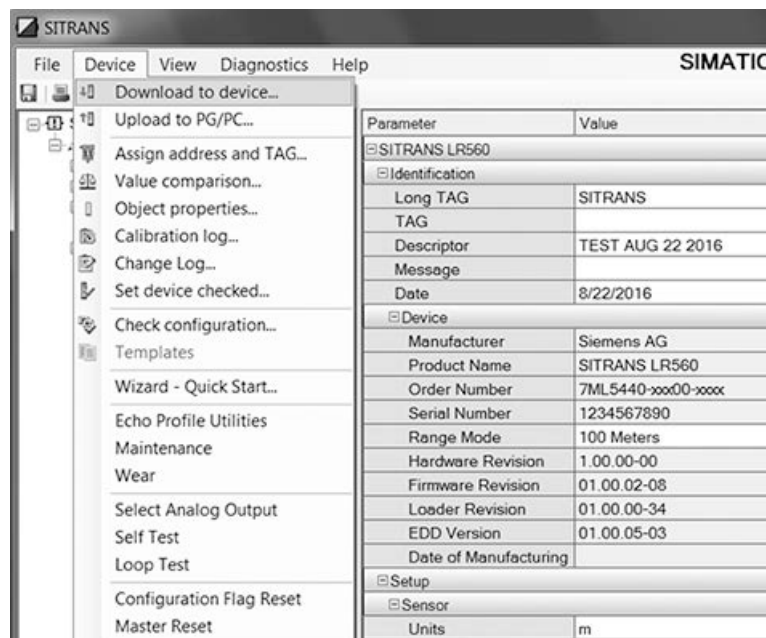 SITRANS
File Device View Diagnostics Help
SIMATIC
Download to device...
Upload to PG/PC...
Assign address and TAG...
Value comparison...
Object properties...
Calibration log...
Change Log...
Set device checked...
Check configuration...
Templates
Wizard - Quick Start...
Echo Profile Utilities
Maintenance
Wear
Select Analog Output
Self Test
Loop Test
Configuration Flag Reset
Master Reset
Parameter Value
SITRANS LR560
Identification
Long TAG SITRANS
TAG
Descriptor TEST AUG 22 2016
Message
Date 8/22/2016
Device
Manufacturer Siemens AG
Product Name SITRANS LR560
Order Number 7ML5440-xxx00-xxxx
Serial Number 1234567890
Range Mode 100 Meters
Hardware Revision 1.00.00-00
Firmware Revision 01.00.02-08
Loader Revision 01.00.00-34
EDD Version 01.00.05-03
Date of Manufacturing
Setup
Sensor
Units m